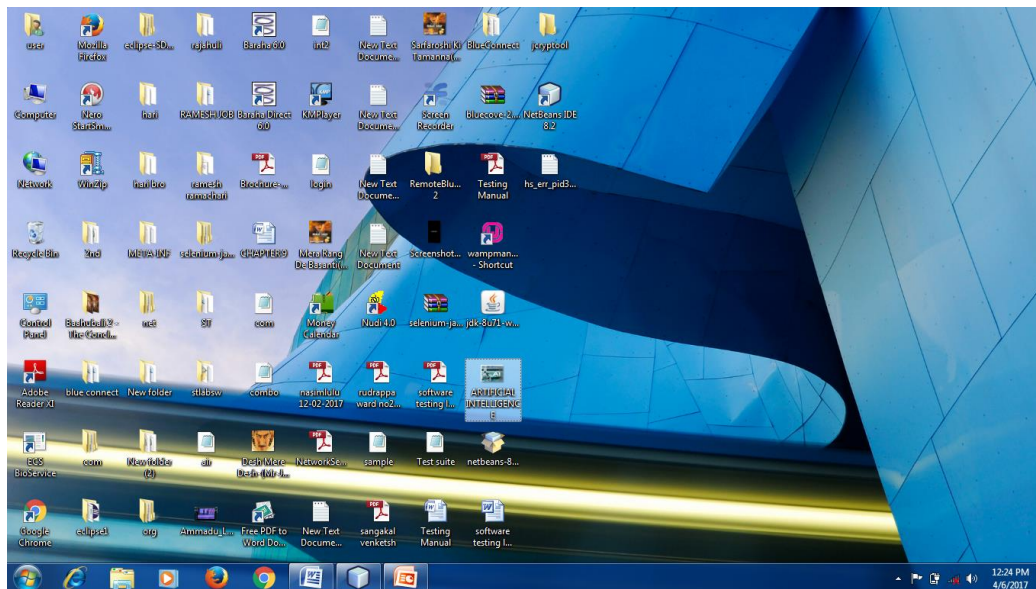 user
Mozilla
Firefox
eclipse-SD...
rajahuli
Baraha 6.0
int2
New Text
Docume...
Sarfaroshi Ki
Tamanna(...
BlueConnect
jcryptool
Computer
Nero
StartSm...
hari
RAMESH JOB
Baraha Direct
6.0
KMPlayer
New Text
Docume...
Screen
Recorder
bluecove-2....
NetBeans IDE
8.2
Network
WinZip
hari bro
ramesh
ramachari
Brochure-...
login
New Text
Docume...
RemoteBlu...
2
Testing
Manual
hs_err_pid3...
Recycle Bin
2nd
META-INF
selenium-ja...
CHAPTER 9
Mera Rang
De Basanti(...
New Text
Document
Screenshot...
wampman...
- Shortcut
Control
Panel
Baahubali 2 -
The Concl...
net
ST
com
Money
Calendar
Nudi 4.0
selenium-ja...
jdk-8u71-w...
Adobe
Reader XI
blue connect
New folder
stlabsw
combo
nasimlulu
12-02-2017
rudrappa
ward no2...
software
testing l...
ARTIFICIAL
INTELLIGENC
E
EGS
BioService
com
New folder
(2)
air
Desh Mere
Desh-(Mr J...
NetworkSe...
sample
Test suite
netbeans-8...
Google
Chrome
eclipse1
org
Ammadu_L...
Free PDF to
Word Do...
New Text
Docume...
sangakal
venketsh
Testing
Manual
software
testing l...
12:24 PM
4/6/2017